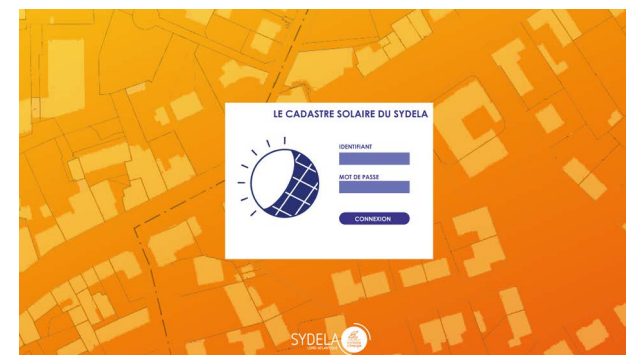 LE CADASTRE SOLAIRE DU SYDELA
IDENTIFIANT
MOT DE PASSE
CONNEXION
SYDELA